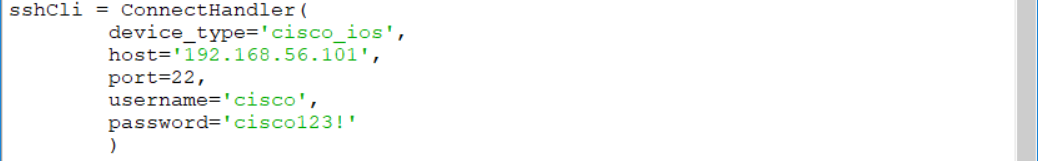 sshCli = ConnectHandler(
        device_type='cisco_ios',
        host='192.168.56.101',
        port=22,
        username='cisco',
        password='cisco123!'
        )